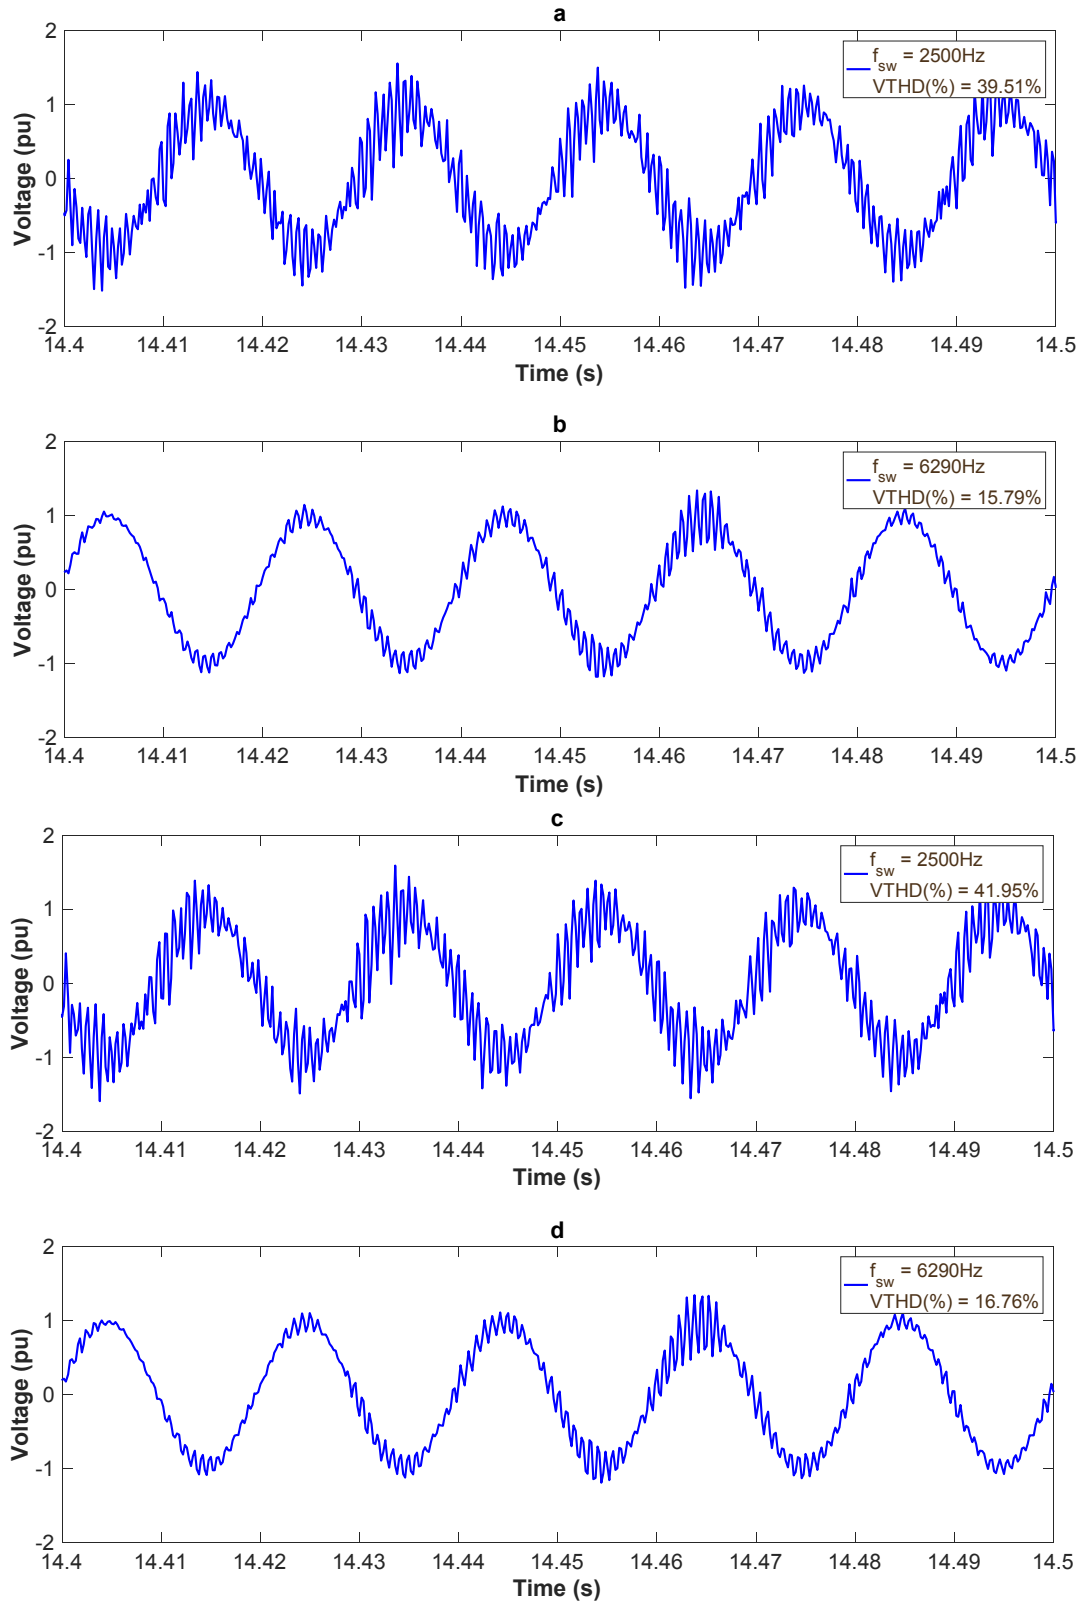 a
2
1
0
-1
-2
Voltage (pu)
f_sw = 2500Hz
VTHD(%) = 39.51%
14.4 14.41 14.42 14.43 14.44 14.45 14.46 14.47 14.48 14.49 14.5
Time (s)
b
2
1
0
-1
-2
Voltage (pu)
f_sw = 6290Hz
VTHD(%) = 15.79%
14.4 14.41 14.42 14.43 14.44 14.45 14.46 14.47 14.48 14.49 14.5
Time (s)
c
2
1
0
-1
-2
Voltage (pu)
f_sw = 2500Hz
VTHD(%) = 41.95%
14.4 14.41 14.42 14.43 14.44 14.45 14.46 14.47 14.48 14.49 14.5
Time (s)
d
2
1
0
-1
-2
Voltage (pu)
f_sw = 6290Hz
VTHD(%) = 16.76%
14.4 14.41 14.42 14.43 14.44 14.45 14.46 14.47 14.48 14.49 14.5
Time (s)